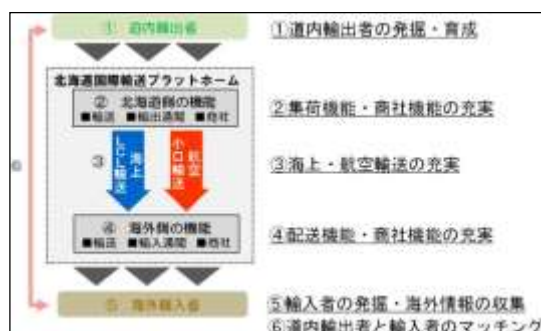 ① 道内輸出者
①道内輸出者の発掘・育成
北海道国際輸送プラットホーム
② 北海道側の機能
■輸送 ■輸出通関 ■商社
②集荷機能・商社機能の充実
③
海上
LCL輸送
航空
小口輸送
③海上・航空輸送の充実
④ 海外側の機能
■輸送 ■輸入通関 ■商社
④配送機能・商社機能の充実
⑤ 海外輸入者
⑤輸入者の発掘・海外情報の収集
⑥道内輸出者と輸入者のマッチング